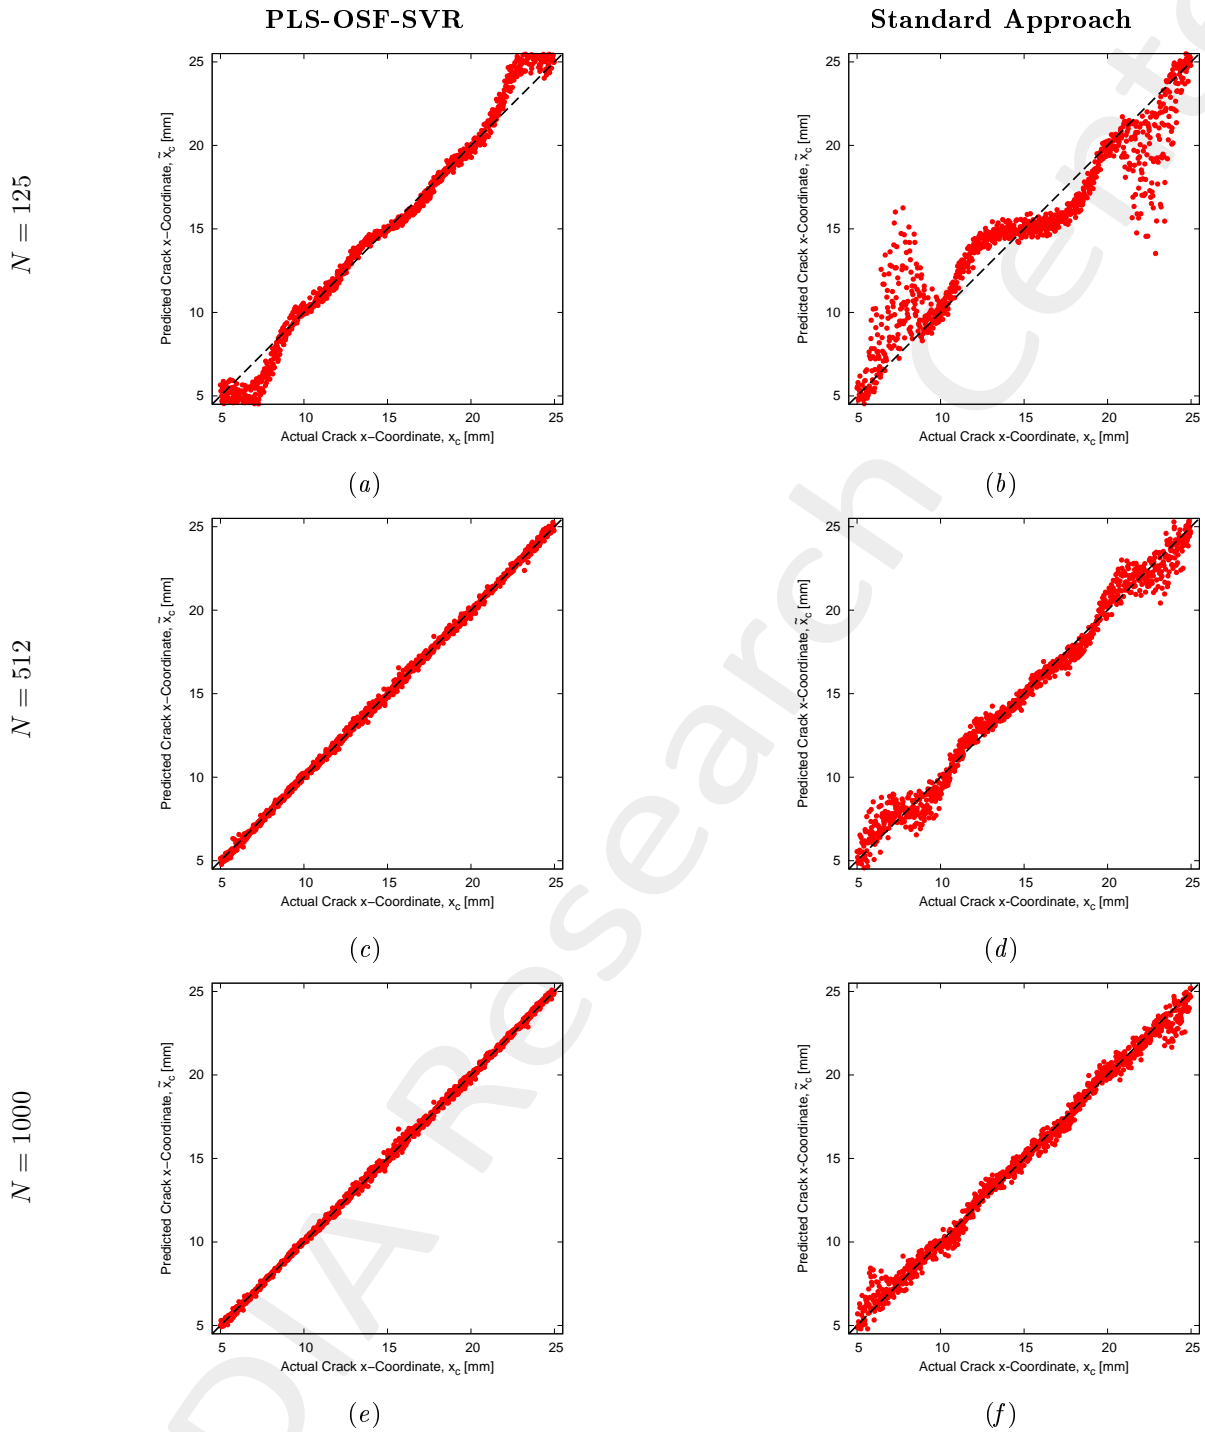 PLS-OSF-SVR
Standard Approach
N = 125
Predicted Crack x−Coordinate, x̃c [mm]
25
20
15
10
5
5 10 15 20 25
Actual Crack x−Coordinate, xc [mm]
(a)
Predicted Crack x-Coordinate, x̃c [mm]
25
20
15
10
5
5 10 15 20 25
Actual Crack x-Coordinate, xc [mm]
(b)
N = 512
Predicted Crack x−Coordinate, x̃c [mm]
25
20
15
10
5
5 10 15 20 25
Actual Crack x−Coordinate, xc [mm]
(c)
Predicted Crack x-Coordinate, x̃c [mm]
25
20
15
10
5
5 10 15 20 25
Actual Crack x-Coordinate, xc [mm]
(d)
N = 1000
Predicted Crack x−Coordinate, x̃c [mm]
25
20
15
10
5
5 10 15 20 25
Actual Crack x−Coordinate, xc [mm]
(e)
Predicted Crack x-Coordinate, x̃c [mm]
25
20
15
10
5
5 10 15 20 25
Actual Crack x-Coordinate, xc [mm]
(f)
DIA Research Cente